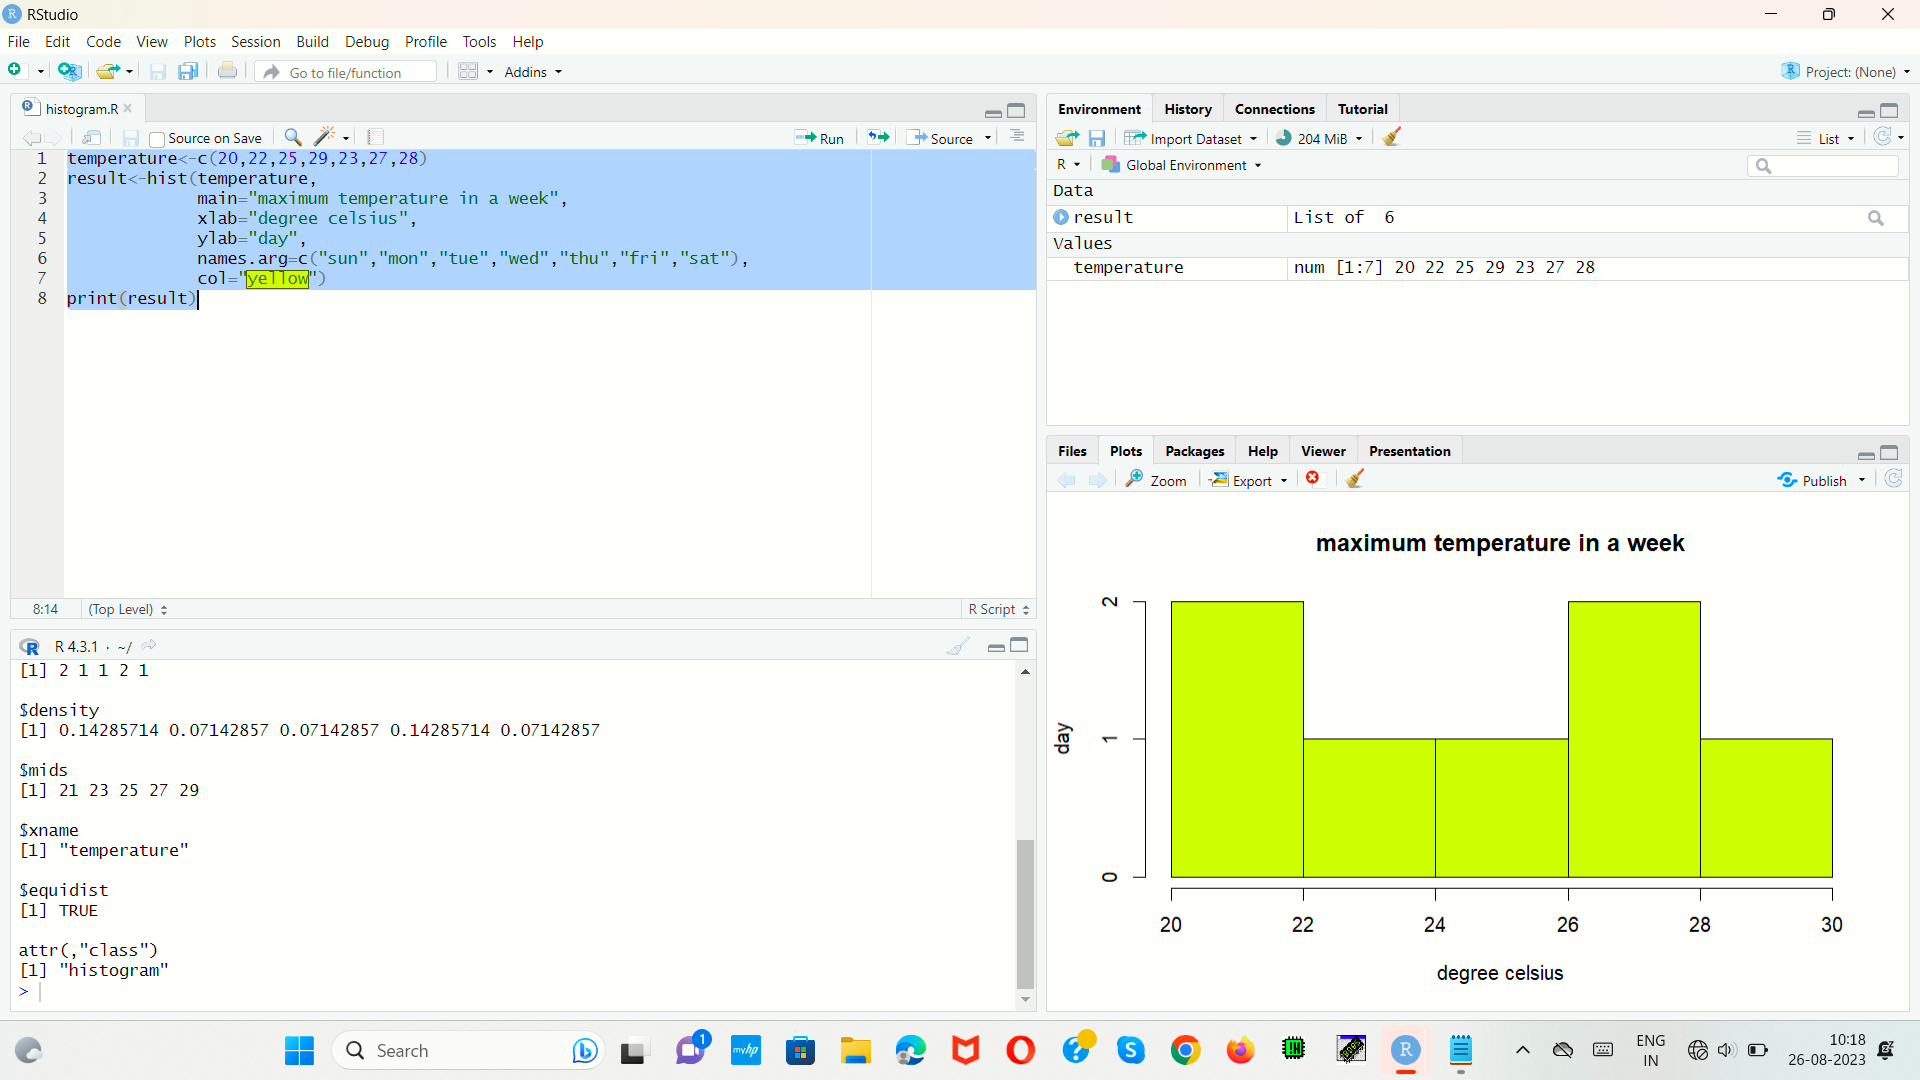 RStudio
File Edit Code View Plots Session Build Debug Profile Tools Help
Go to file/function Addins Project: (None)
histogram.R
Source on Save Run Source
1 temperature<-c(20,22,25,29,23,27,28)
2 result<-hist(temperature,
3 main="maximum temperature in a week",
4 xlab="degree celsius",
5 ylab="day",
6 names.arg=c("sun","mon","tue","wed","thu","fri","sat"),
7 col="yellow")
8 print(result)
8:14 (Top Level) R Script
R 4.3.1 · ~/
[1] 2 1 1 2 1
$density
[1] 0.14285714 0.07142857 0.07142857 0.14285714 0.07142857
$mids
[1] 21 23 25 27 29
$xname
[1] "temperature"
$equidist
[1] TRUE
attr(,"class")
[1] "histogram"
>
Environment History Connections Tutorial
Import Dataset 204 MiB List
R Global Environment
Data
result List of 6
Values
temperature num [1:7] 20 22 25 29 23 27 28
Files Plots Packages Help Viewer Presentation
Zoom Export Publish
maximum temperature in a week
2
1
0
day
20 22 24 26 28 30
degree celsius
Search
1
myhp
ENG
IN
10:18
26-08-2023